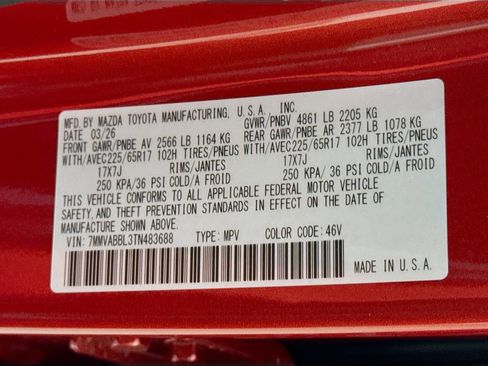 MFD. BY MAZDA TOYOTA MANUFACTURING, U.S.A., INC.
DATE 03/26 GVWR/PNBV 4861 LB 2205 KG
FRONT GAWR/PNBE AV 2566 LB 1164 KG REAR GAWR/PNBE AR 2377 LB 1078 KG
WITH/AVEC225/65R17 102H TIRES/PNEUS WITH/AVEC225/65R17 102H TIRES/PNEUS
17X7J RIMS/JANTES 17X7J RIMS/JANTES
250 KPA/36 PSI COLD/A FROID 250 KPA/36 PSI COLD/A FROID
THIS VEHICLE CONFORMS TO ALL APPLICABLE FEDERAL MOTOR VEHICLE
SAFETY, AND THEFT PREVENTION STANDARDS IN EFFECT ON THE DATE OF
MANUFACTURE SHOWN ABOVE.
VIN: 7MMVABBL3TN483688 TYPE: MPV COLOR CODE: 46V
MADE IN U.S.A.